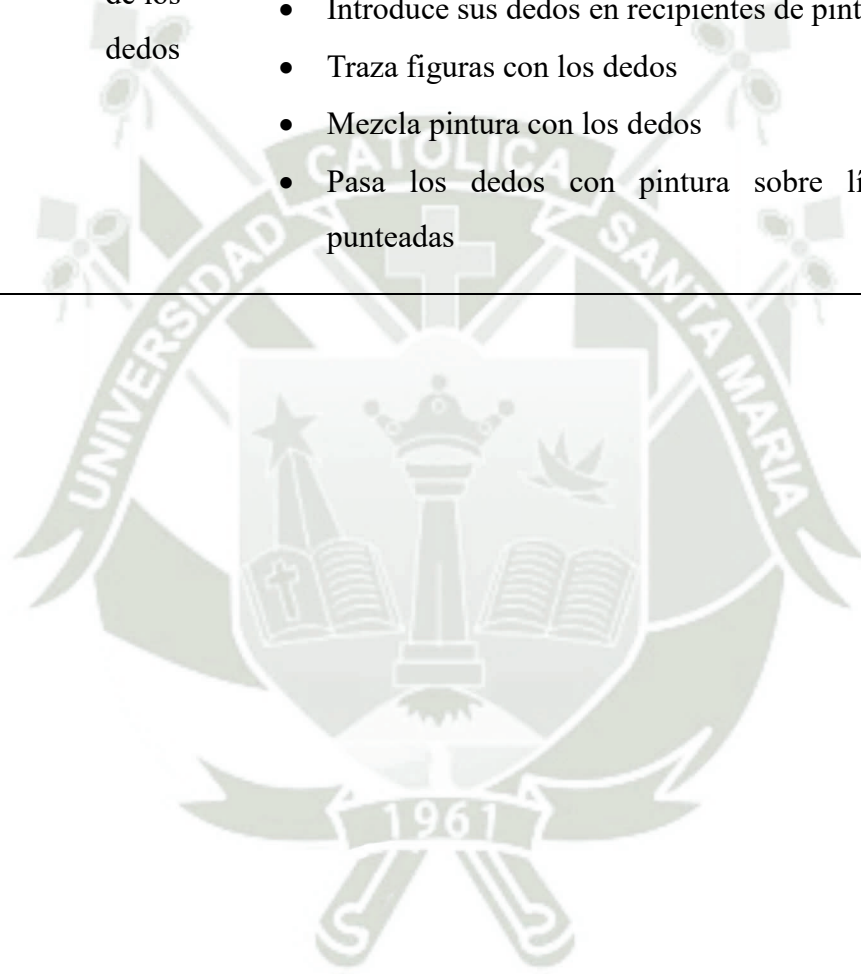 de los
dedos
• Introduce sus dedos en recipientes de pint
• Traza figuras con los dedos
• Mezcla pintura con los dedos
• Pasa los dedos con pintura sobre lí
punteadas
UNIVERSIDAD CATOLICA SANTA MARIA
1961